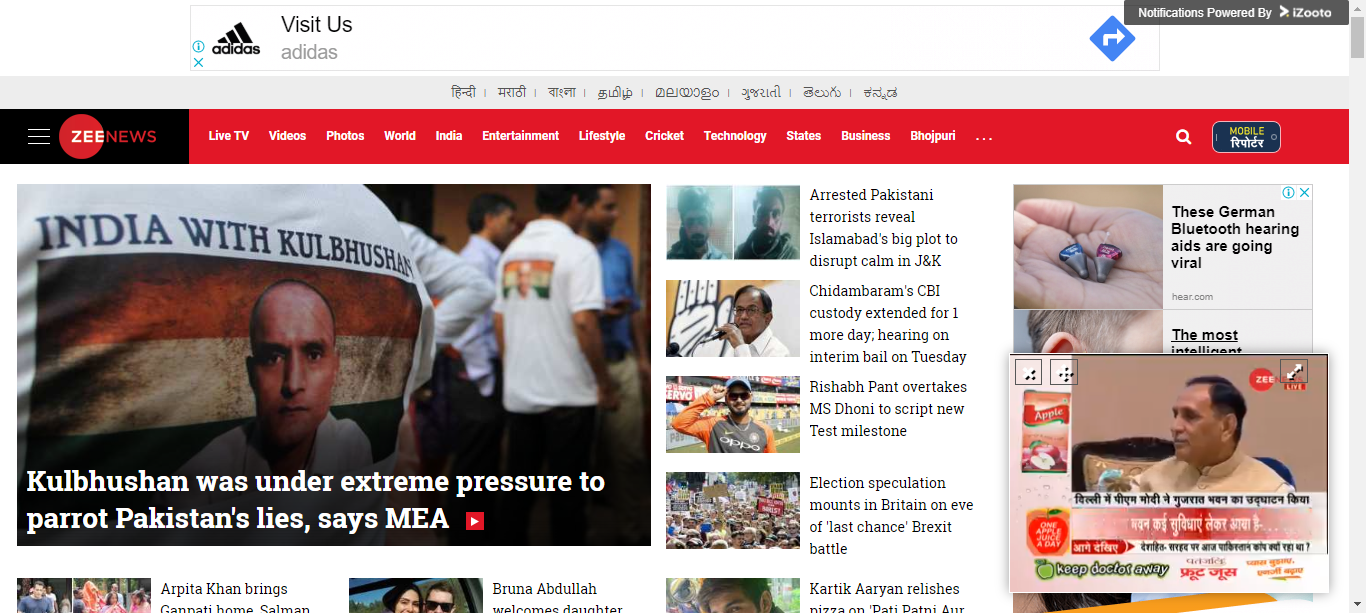 Notifications Powered By iZooto
Visit Us
adidas
adidas
हिन्दी मराठी বাংলা தமிழ் മലയാളം ગુજરાતી తెలుగు ಕನ್ನಡ
ZEENEWS
Live TV Videos Photos World India Entertainment Lifestyle Cricket Technology States Business Bhojpuri ...
MOBILE
रिपोर्टर
INDIA WITH KULBHUSHAN
Kulbhushan was under extreme pressure to
parrot Pakistan's lies, says MEA
Arrested Pakistani
terrorists reveal
Islamabad's big plot to
disrupt calm in J&K
Chidambaram's CBI
custody extended for 1
more day; hearing on
interim bail on Tuesday
Rishabh Pant overtakes
MS Dhoni to script new
Test milestone
oppo
Election speculation
mounts in Britain on eve
of 'last chance' Brexit
battle
These German
Bluetooth hearing
aids are going
viral
hear.com
The most
intelligent
ZEE
LIVE
Apple
दिल्ली में पीएम मोदी ने गुजरात भवन का उद्घाटन किया
भवन कई सुविधाएं लेकर आया है-...
ONE
APPLE
JUICE
A DAY
आगे देखिए देशहित- सरहद पर आज पाकिस्तान कांप क्यों रहा था ?
keep doctor away
फ्रूट जूस
Arpita Khan brings
Ganpati home, Salman
Bruna Abdullah
welcomes daughter
Kartik Aaryan relishes
pizza on 'Pati Patni Aur